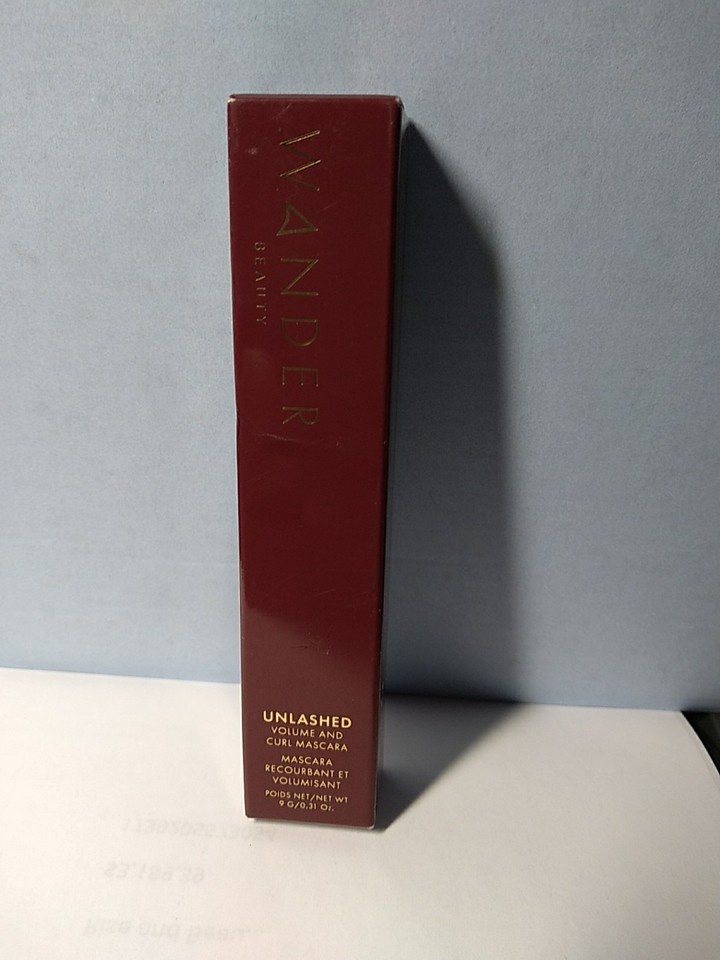 WANDER
BEAUTY
UNLASHED
VOLUME AND
CURL MASCARA
MASCARA
RECOURBANT ET
VOLUMISANT
POIDS NET/NET WT
9 G/0.31 Oz.